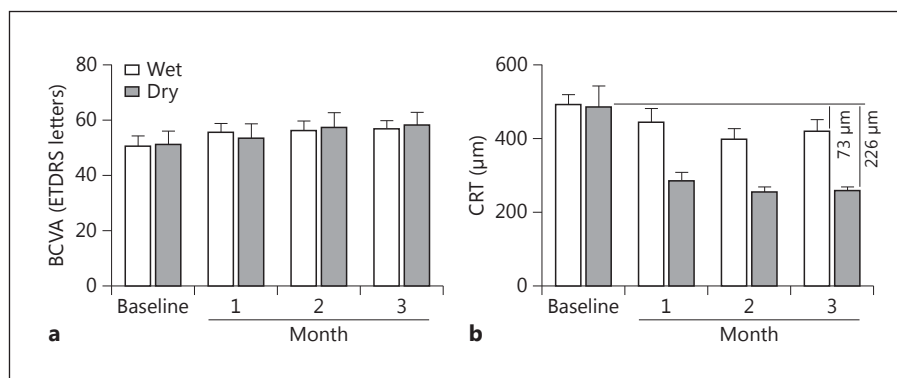 80
60
40
20
0
BCVA (ETDRS letters)
Wet
Dry
Baseline
1
2
3
Month
a
600
400
200
0
CRT (µm)
73 µm
226 µm
Baseline
1
2
3
Month
b